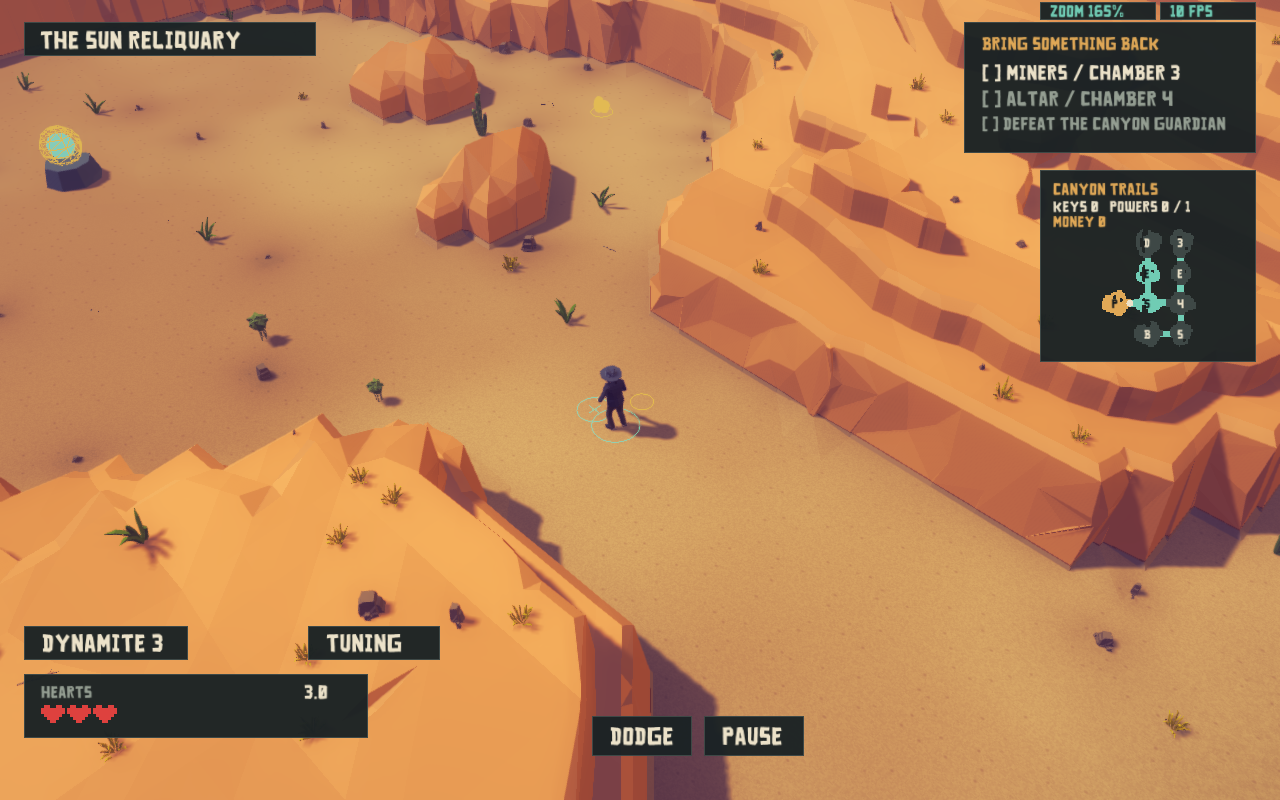 THE SUN RELIQUARY
ZOOM 165%
10 FPS
BRING SOMETHING BACK
[ ] MINERS / CHAMBER 3
[ ] ALTAR / CHAMBER 4
[ ] DEFEAT THE CANYON GUARDIAN
CANYON TRAILS
KEYS 0 POWERS 0 / 1
MONEY 0
D 3
E
4
B S
DYNAMITE 3
TUNING
HEARTS 3.0
DODGE
PAUSE